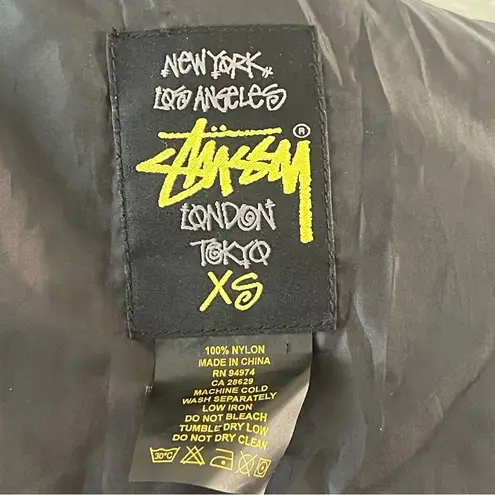 NEW YORK
LOS ANGELES
STÜSSY®
LONDON
TOKYO
XS
100% NYLON
MADE IN CHINA
RN 94974
CA 28629
MACHINE COLD
WASH SEPARATELY
LOW IRON
DO NOT BLEACH
TUMBLE DRY LOW
DO NOT DRY CLEAN
30°C